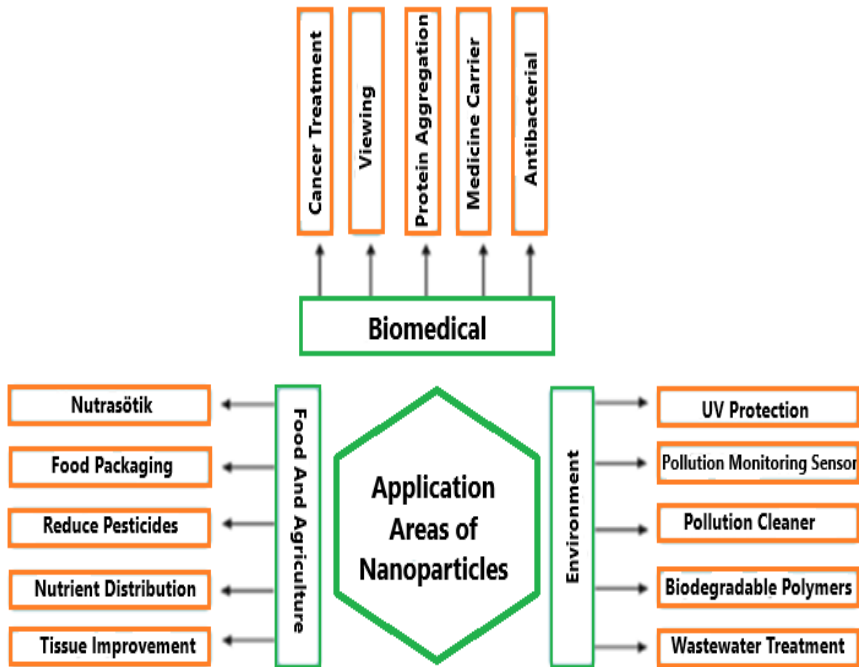 Cancer Treatment
Viewing
Protein Aggregation
Medicine Carrier
Antibacterial
Biomedical
Food And Agriculture
Nutrasötik
Food Packaging
Reduce Pesticides
Nutrient Distribution
Tissue Improvement
Application
Areas of
Nanoparticles
Environment
UV Protection
Pollution Monitoring Sensor
Pollution Cleaner
Biodegradable Polymers
Wastewater Treatment